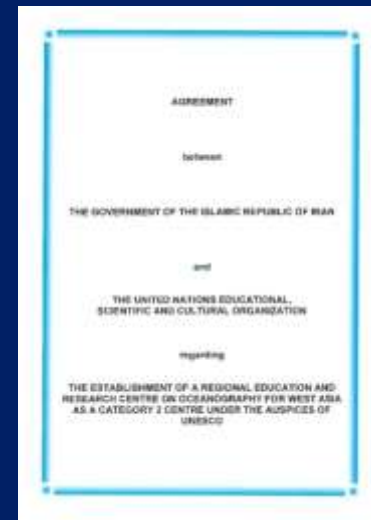 AGREEMENT
between
THE GOVERNMENT OF THE ISLAMIC REPUBLIC OF IRAN
and
THE UNITED NATIONS EDUCATIONAL,
SCIENTIFIC AND CULTURAL ORGANIZATION
regarding
THE ESTABLISHMENT OF A REGIONAL EDUCATION AND
RESEARCH CENTRE ON OCEANOGRAPHY FOR WEST ASIA
AS A CATEGORY 2 CENTRE UNDER THE AUSPICES OF
UNESCO